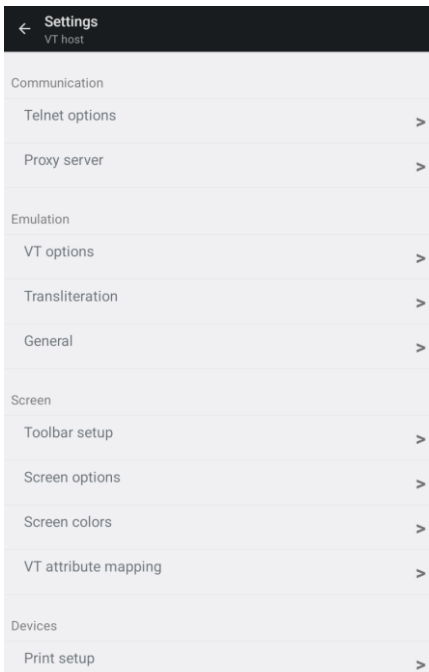 Settings
VT host
Communication
Telnet options
>
Proxy server
>
Emulation
VT options
>
Transliteration
>
General
>
Screen
Toolbar setup
>
Screen options
>
Screen colors
>
VT attribute mapping
>
Devices
Print setup
>